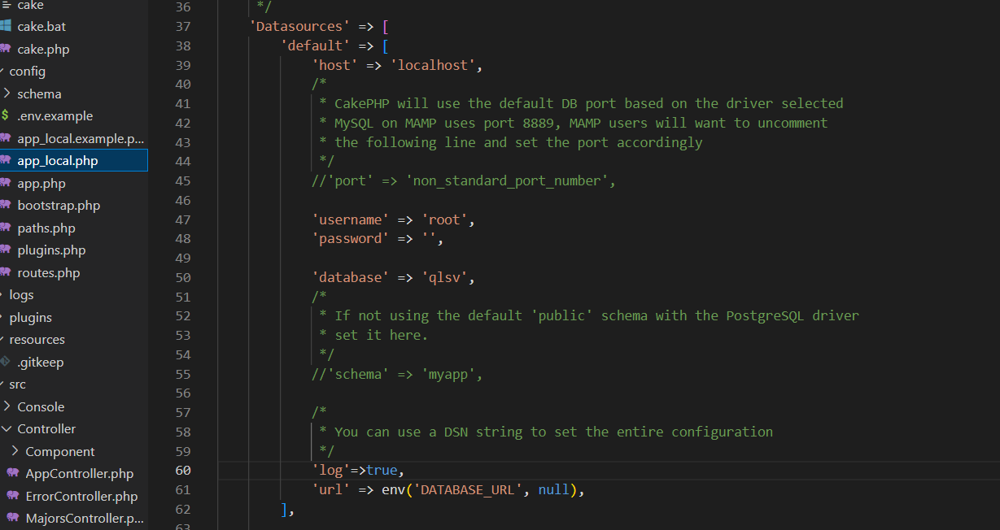 cake
cake.bat
cake.php
config
schema
.env.example
app_local.example.p...
app_local.php
app.php
bootstrap.php
paths.php
plugins.php
routes.php
logs
plugins
resources
.gitkeep
src
Console
Controller
Component
AppController.php
ErrorController.php
MajorsController.p...
36 */
37 'Datasources' => [
38 'default' => [
39 'host' => 'localhost',
40 /*
41 * CakePHP will use the default DB port based on the driver selected
42 * MySQL on MAMP uses port 8889, MAMP users will want to uncomment
43 * the following line and set the port accordingly
44 */
45 //'port' => 'non_standard_port_number',
46
47 'username' => 'root',
48 'password' => '',
49
50 'database' => 'qlsv',
51 /*
52 * If not using the default 'public' schema with the PostgreSQL driver
53 * set it here.
54 */
55 //'schema' => 'myapp',
56
57 /*
58 * You can use a DSN string to set the entire configuration
59 */
60 'log'=>true,
61 'url' => env('DATABASE_URL', null),
62 ],
63